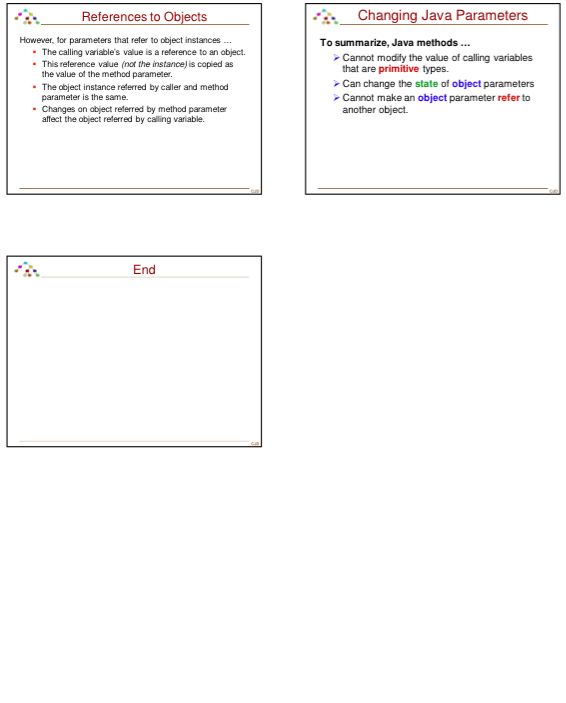 References to Objects
However, for parameters that refer to object instances …
The calling variable's value is a reference to an object.
This reference value (not the instance) is copied as
the value of the method parameter.
The object instance referred by caller and method
parameter is the same.
Changes on object referred by method parameter
affect the object referred by calling variable.
Changing Java Parameters
To summarize, Java methods …
Cannot modify the value of calling variables
that are primitive types.
Can change the state of object parameters
Cannot make an object parameter refer to
another object.
End